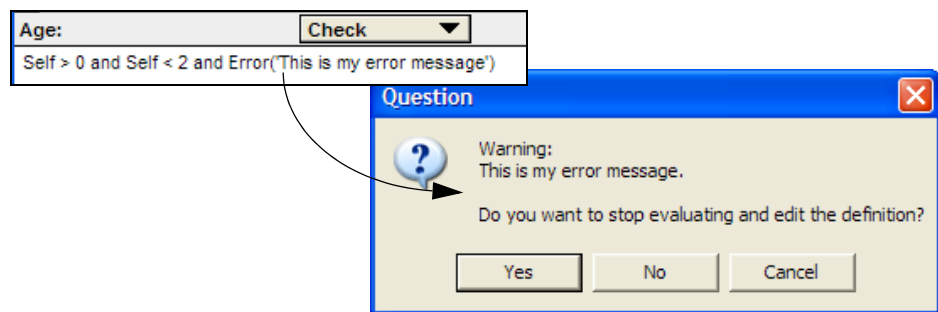 Age: Check
Self > 0 and Self < 2 and Error('This is my error message')
Question
Warning:
This is my error message.
Do you want to stop evaluating and edit the definition?
Yes No Cancel